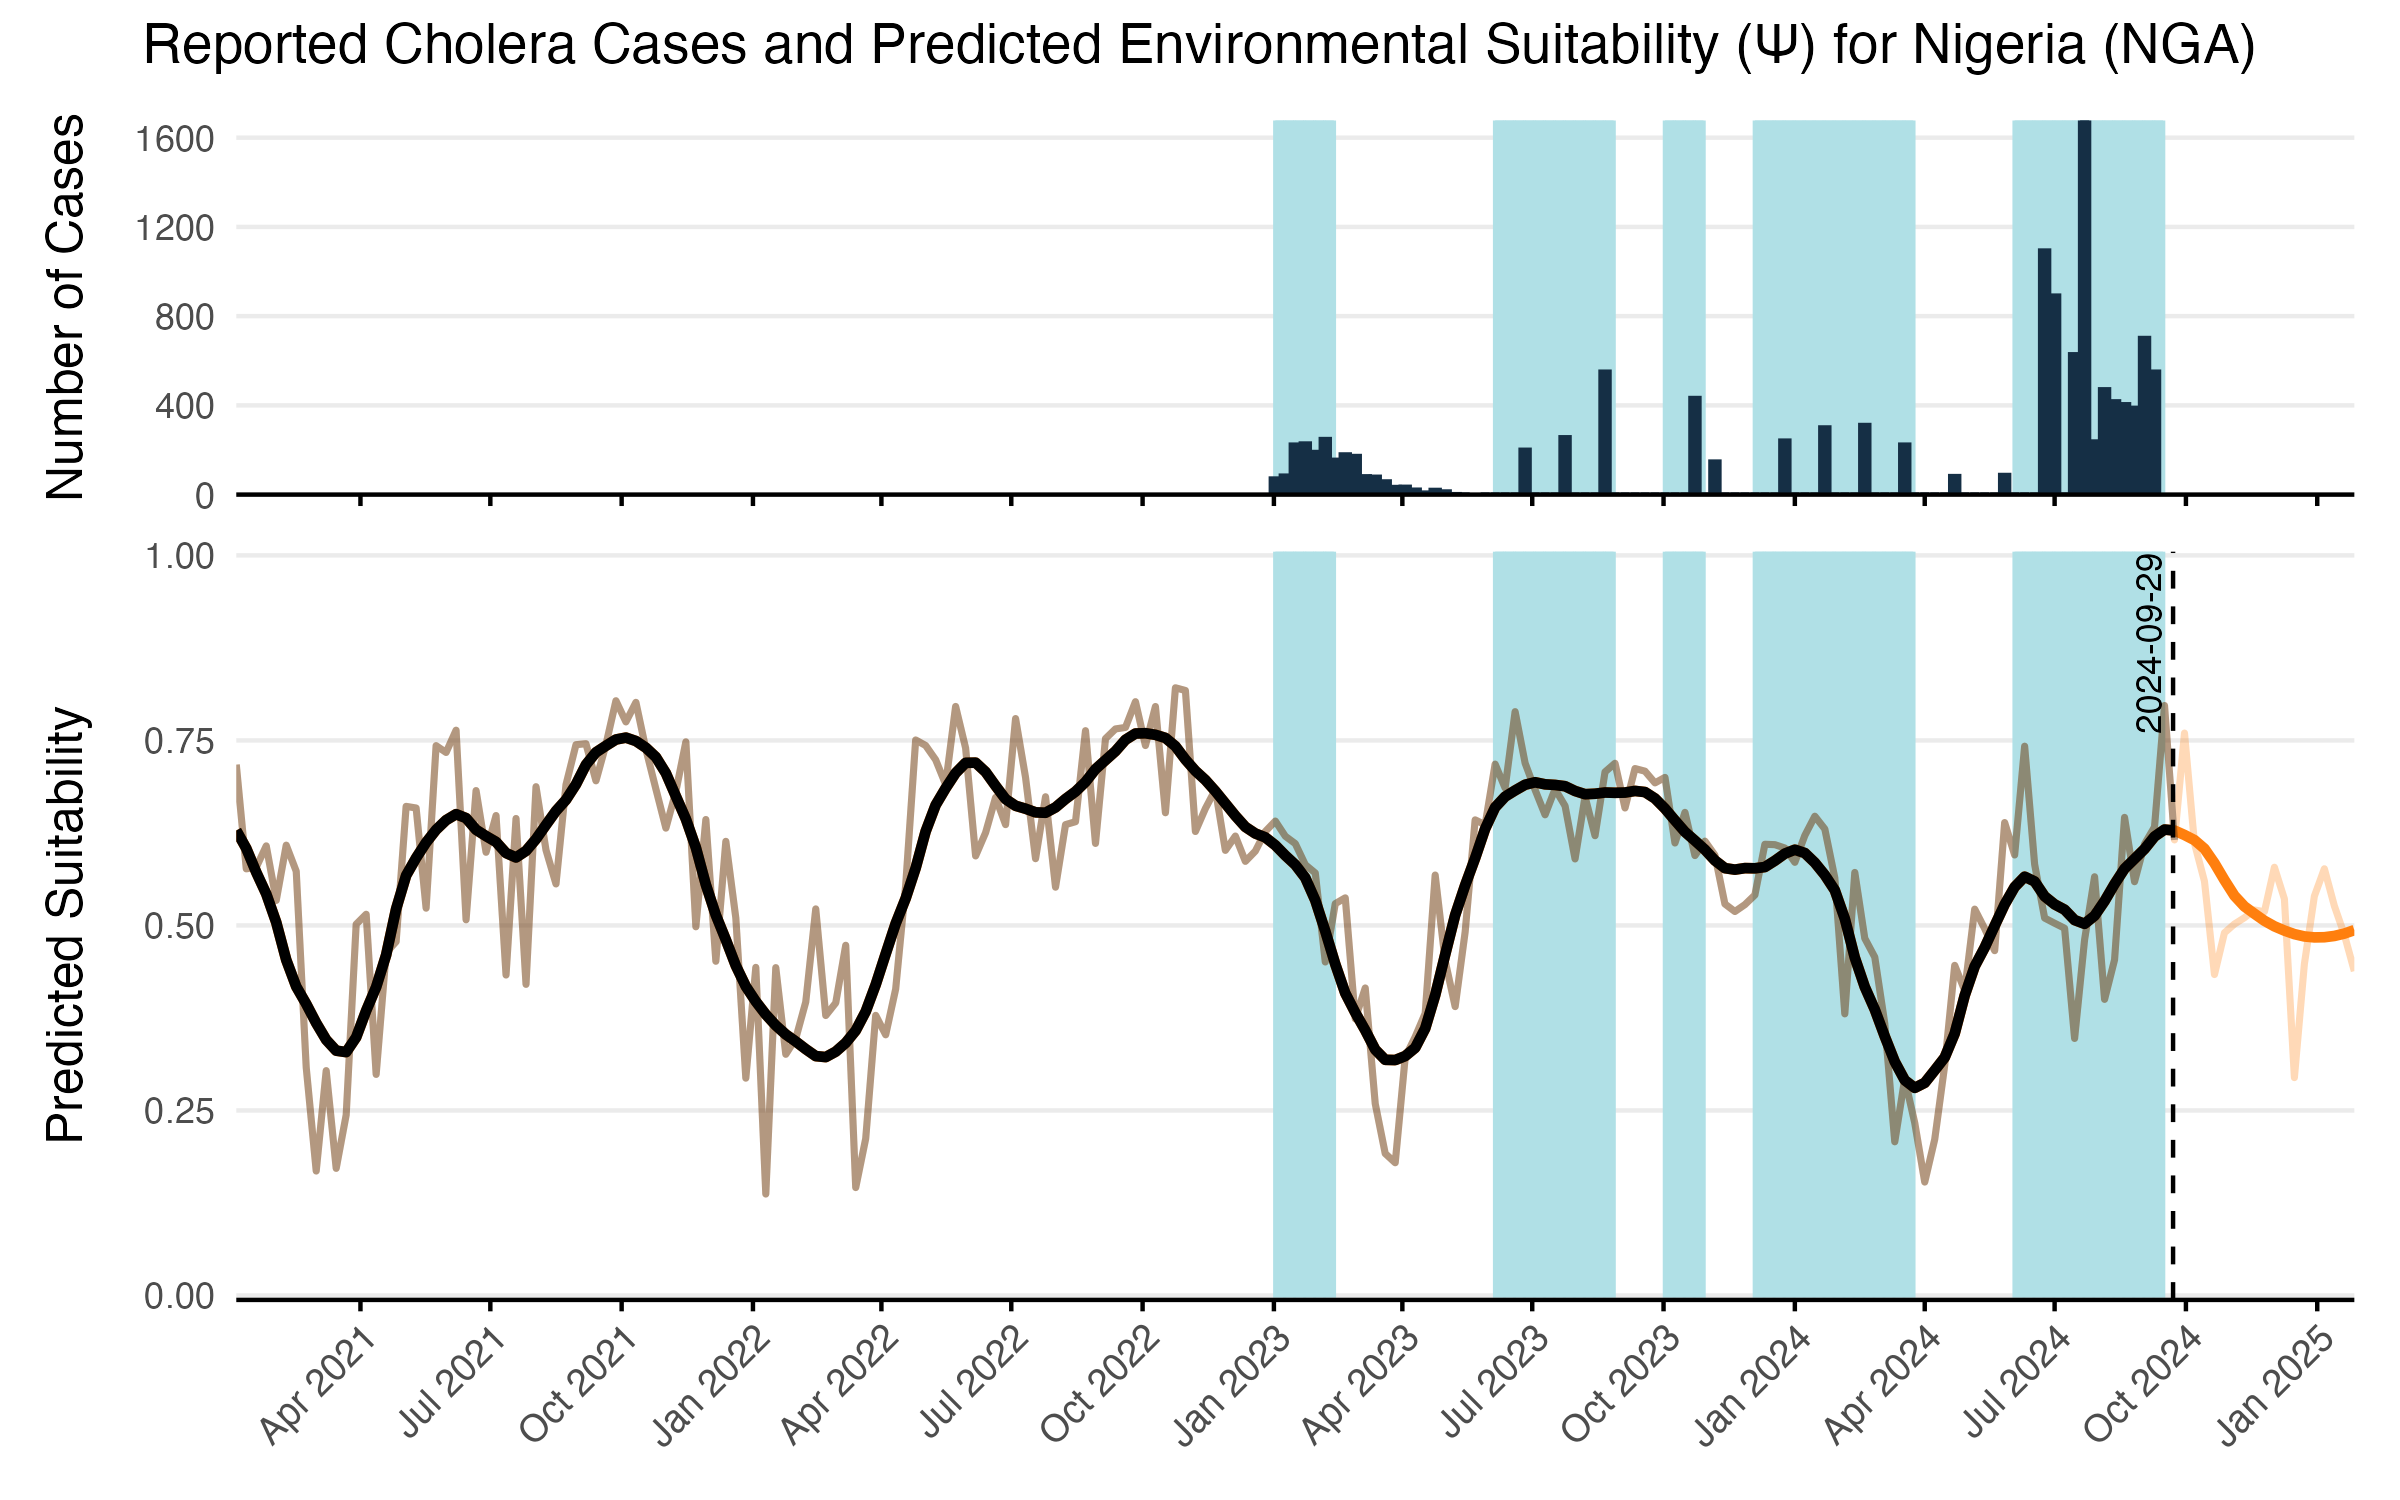 Reported Cholera Cases and Predicted Environmental Suitability (Ψ) for Nigeria (NGA)
Number of Cases
1600
1200
800
400
0
Predicted Suitability
1.00
0.75
0.50
0.25
0.00
2024-09-29
Apr 2021
Jul 2021
Oct 2021
Jan 2022
Apr 2022
Jul 2022
Oct 2022
Jan 2023
Apr 2023
Jul 2023
Oct 2023
Jan 2024
Apr 2024
Jul 2024
Oct 2024
Jan 2025